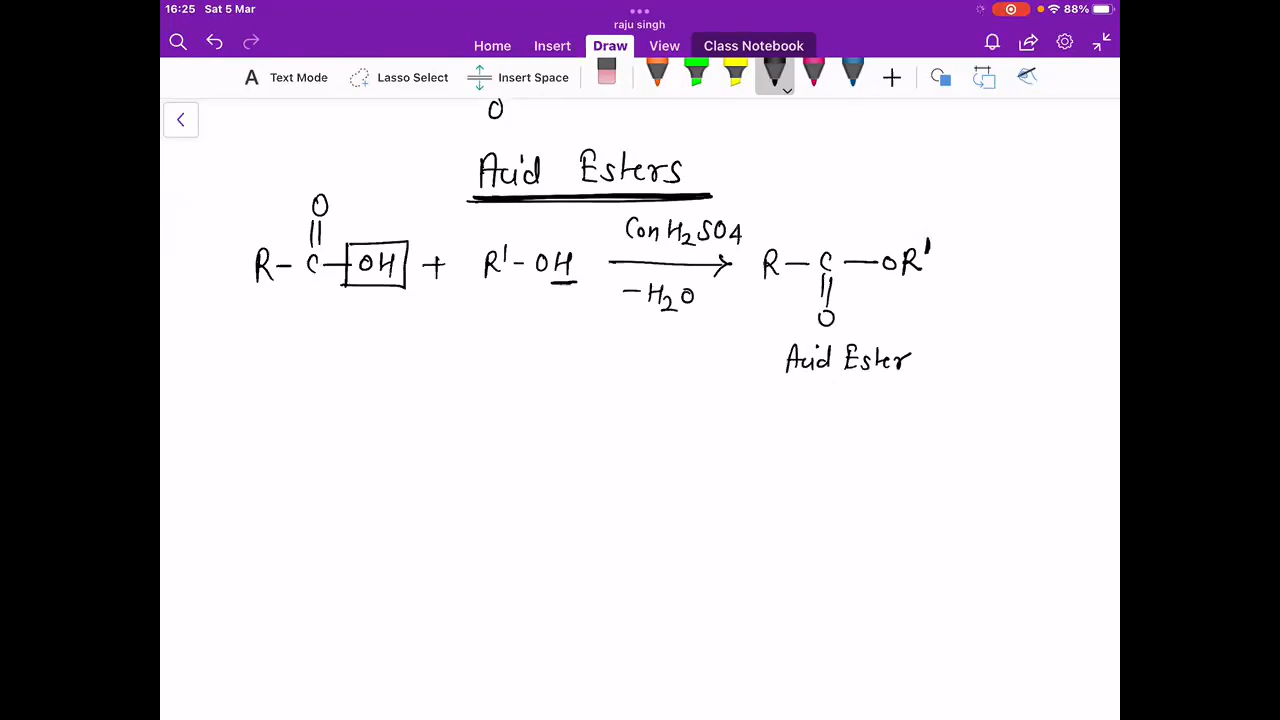 16:25 Sat 5 Mar
88%
raju singh
Home Insert Draw View Class Notebook
A Text Mode Lasso Select Insert Space
O
Acid Esters
O
Con H2SO4
R-C-OH + R'-OH R-C-OR'
-H2O
O
Acid Ester